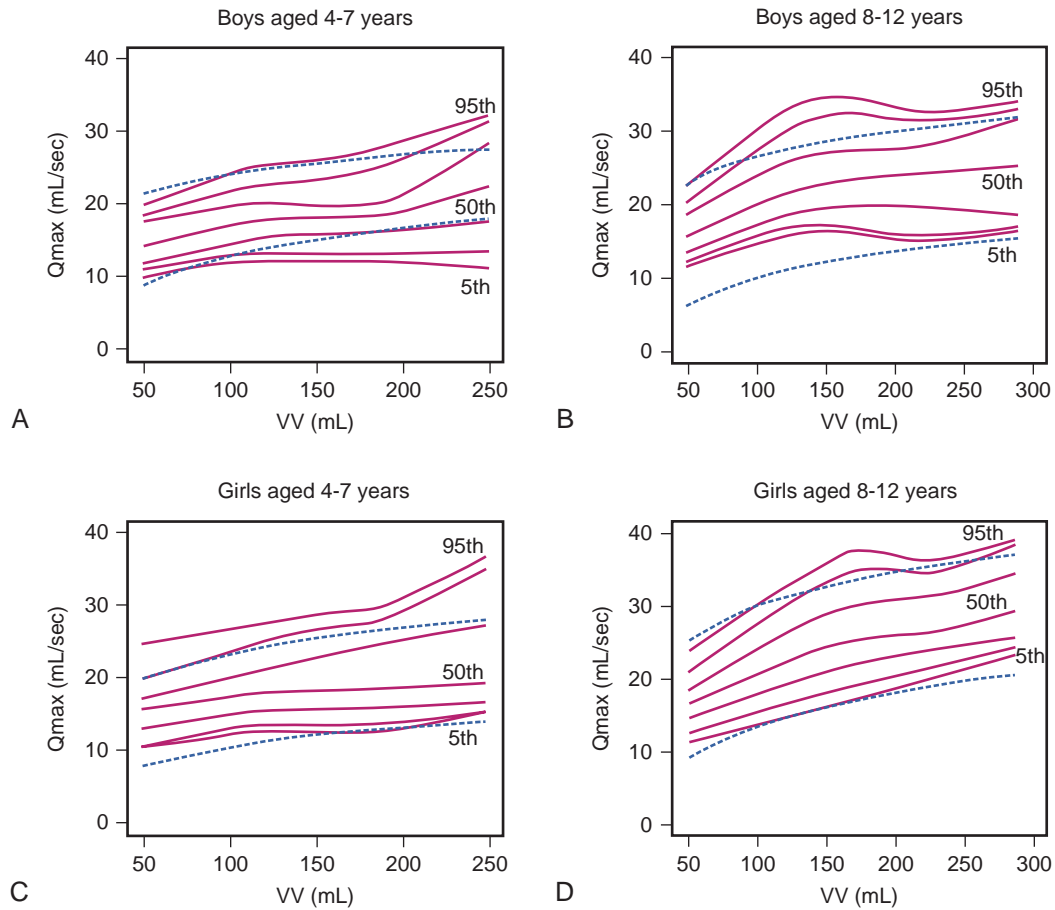 Boys aged 4-7 years
40
30
20
10
0
Qmax (mL/sec)
95th
50th
5th
50 100 150 200 250
VV (mL)
A
Boys aged 8-12 years
40
30
20
10
0
Qmax (mL/sec)
95th
50th
5th
50 100 150 200 250 300
VV (mL)
B
Girls aged 4-7 years
40
30
20
10
0
Qmax (mL/sec)
95th
50th
5th
50 100 150 200 250
VV (mL)
C
Girls aged 8-12 years
40
30
20
10
0
Qmax (mL/sec)
95th
50th
5th
50 100 150 200 250 300
VV (mL)
D